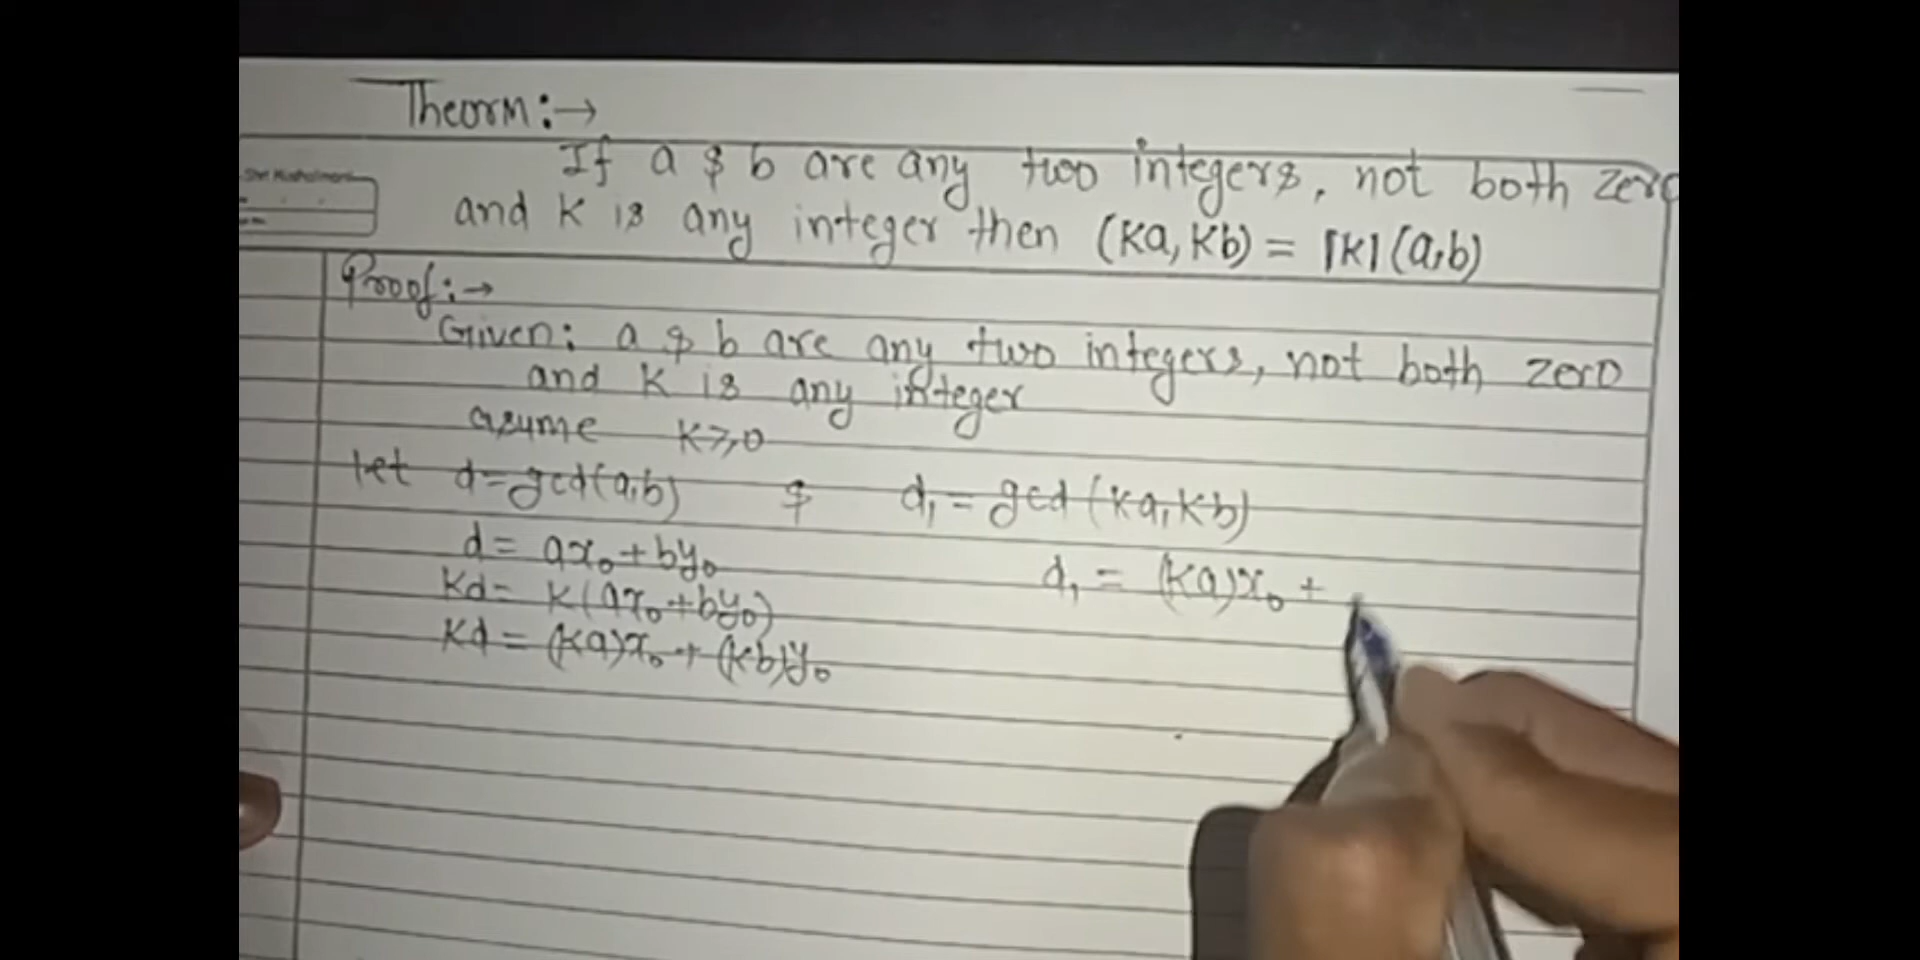 Theorm:→
If a & b are any two integers, not both zero
and K is any integer then (Ka, Kb) = |K| (a,b)
Proof:→
Given: a & b are any two integers, not both zero
and K is any integer
assume K≥0
let d=gcd(a,b) & d₁ = gcd (Ka, Kb)
d = ax₀+by₀ d₁ = (Ka)x₀ +
Kd = K(ax₀+by₀)
Kd = (Ka)x₀ + (Kb)y₀